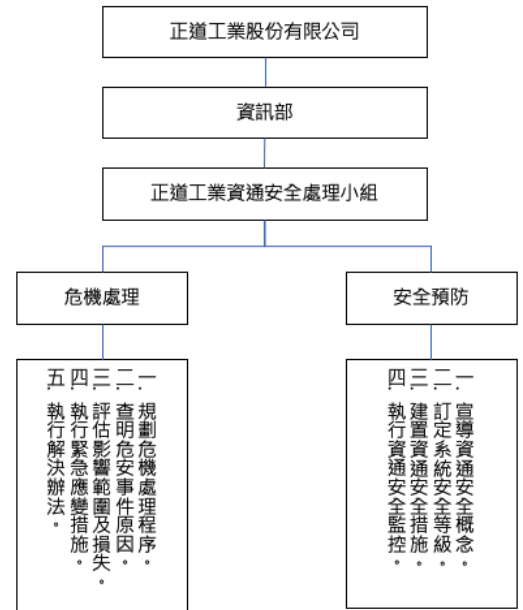 正道工業股份有限公司
資訊部
正道工業資通安全處理小組
危機處理
一. 規劃危機處理程序。
二. 查明危安事件原因。
三. 評估影響範圍及損失。
四. 執行緊急應變措施。
五. 執行解決辦法。
安全預防
一. 宣導資通安全概念。
二. 訂定系統安全等級。
三. 建置資通安全措施。
四. 執行資通安全監控。